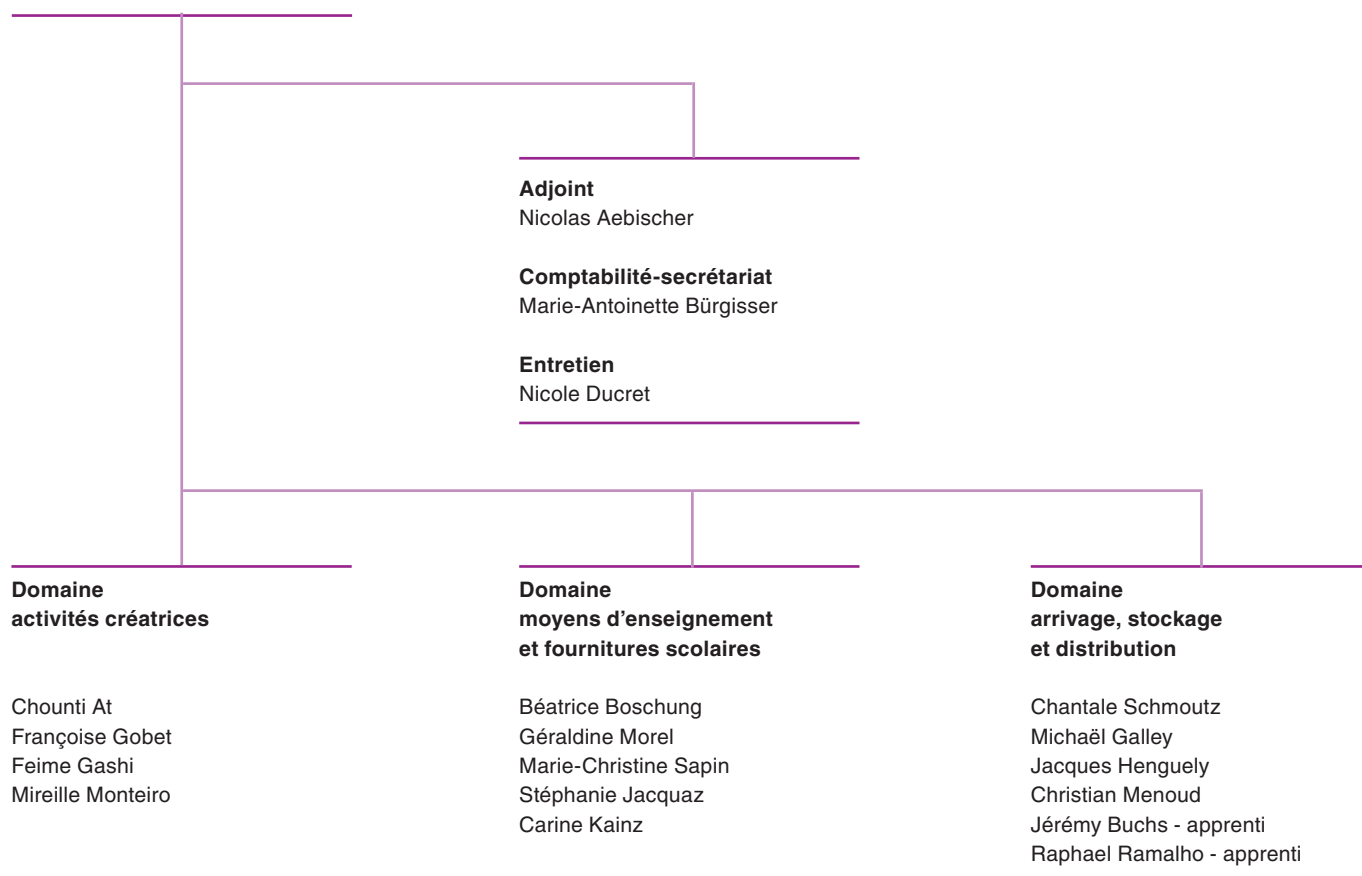 Adjoint
Nicolas Aebischer
Comptabilité-secrétariat
Marie-Antoinette Bürgisser
Entretien
Nicole Ducret
Domaine
activités créatrices
Chounti At
Françoise Gobet
Feime Gashi
Mireille Monteiro
Domaine
moyens d’enseignement
et fournitures scolaires
Béatrice Boschung
Géraldine Morel
Marie-Christine Sapin
Stéphanie Jacquaz
Carine Kainz
Domaine
arrivage, stockage
et distribution
Chantale Schmoutz
Michaël Galley
Jacques Henguely
Christian Menoud
Jérémy Buchs - apprenti
Raphael Ramalho - apprenti